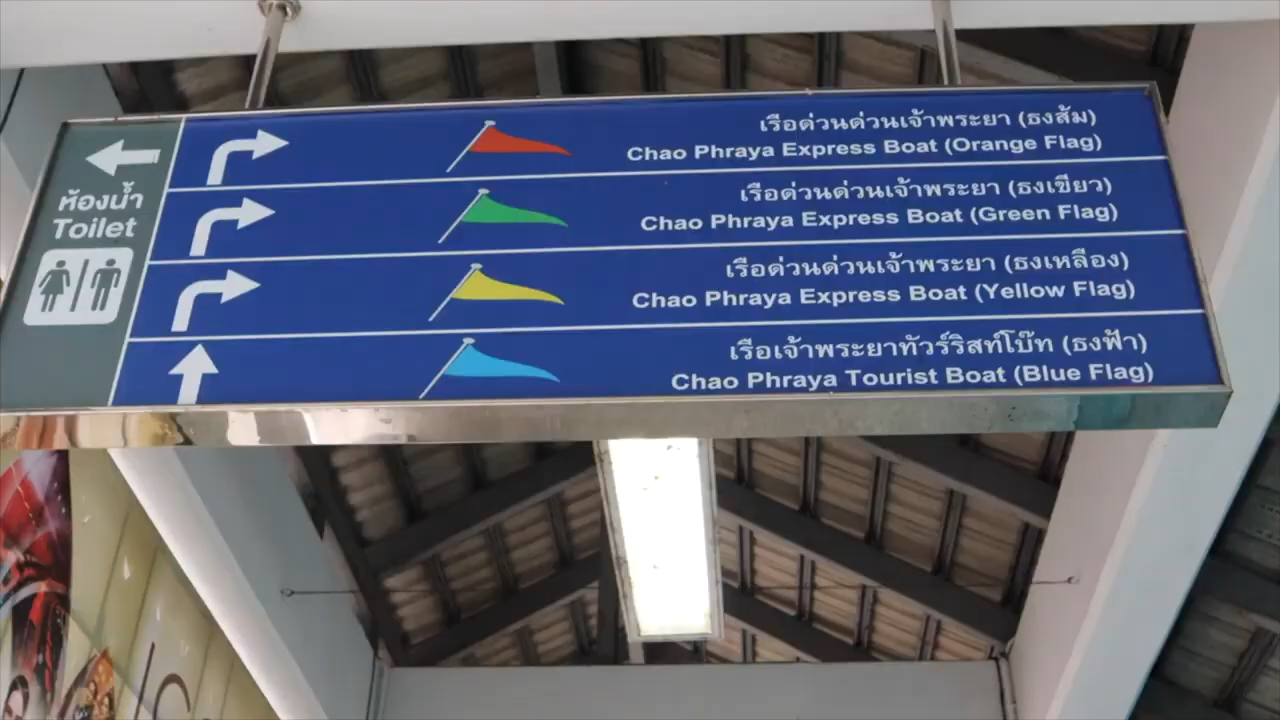 ห้องน้ำ
Toilet
เรือด่วนด่วนเจ้าพระยา (ธงส้ม)
Chao Phraya Express Boat (Orange Flag)
เรือด่วนด่วนเจ้าพระยา (ธงเขียว)
Chao Phraya Express Boat (Green Flag)
เรือด่วนด่วนเจ้าพระยา (ธงเหลือง)
Chao Phraya Express Boat (Yellow Flag)
เรือเจ้าพระยาทัวร์ริสท์โบ๊ท (ธงฟ้า)
Chao Phraya Tourist Boat (Blue Flag)